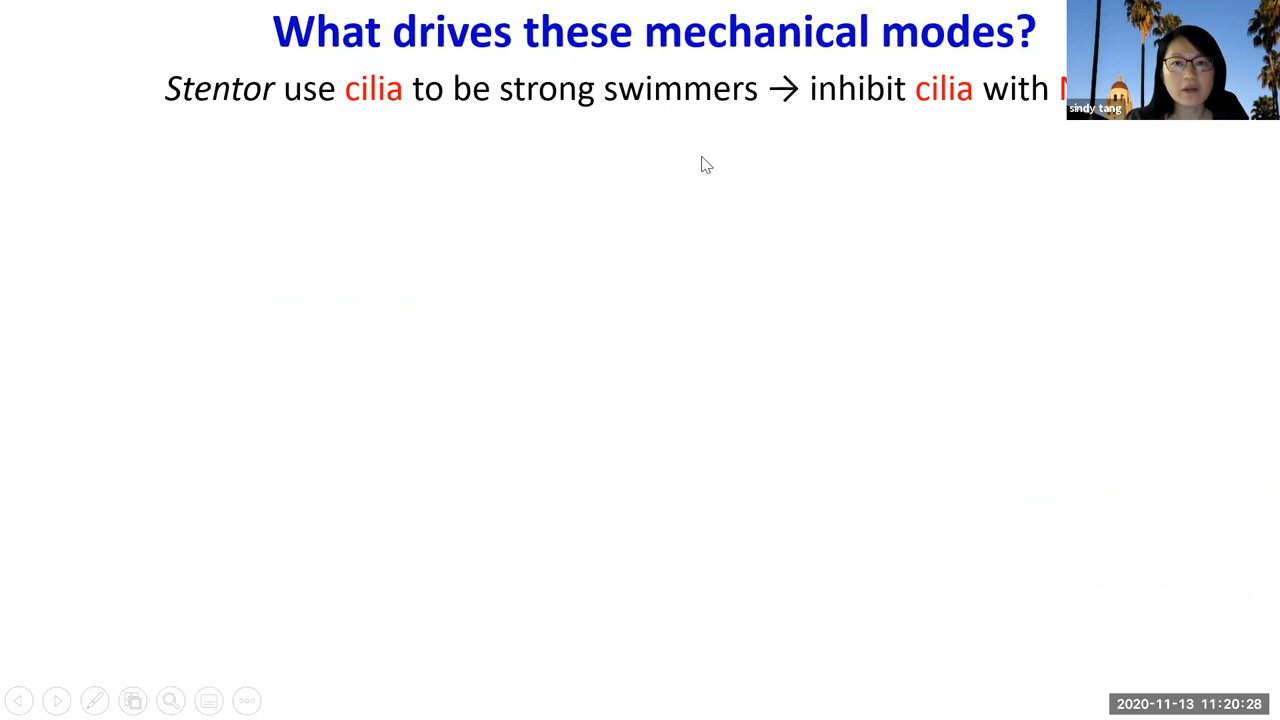 What drives these mechanical modes?
Stentor use cilia to be strong swimmers → inhibit cilia with
sindy tang
2020-11-13 11:20:28